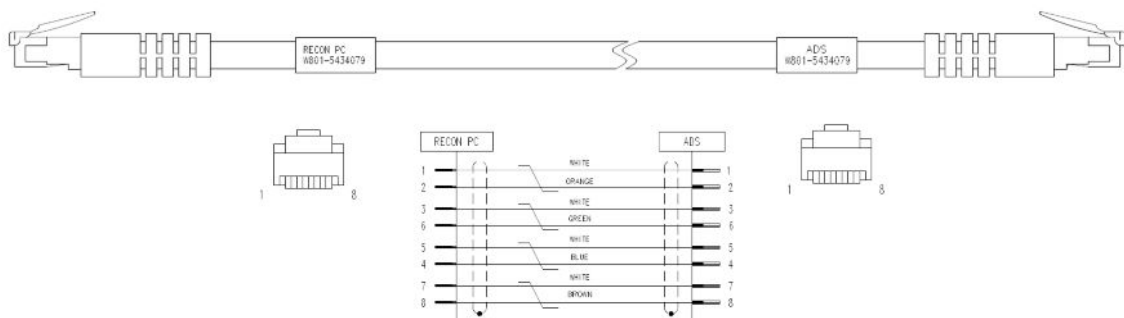 RECON PC
W801-5434079
ADS
W801-5434079
1 8
1 8
RECON PC ADS
1 WHITE 1
2 ORANGE 2
3 WHITE 3
6 GREEN 6
5 WHITE 5
4 BLUE 4
7 WHITE 7
8 BROWN 8